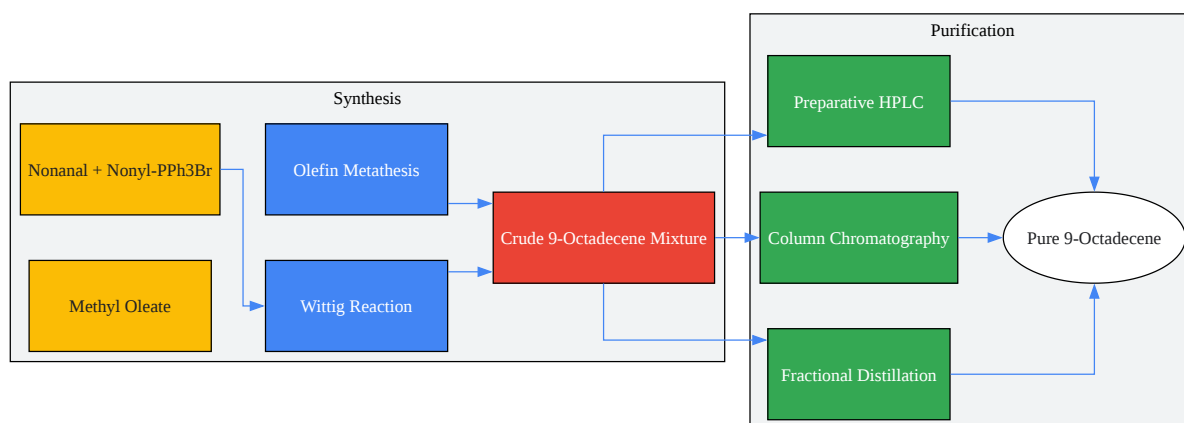 Synthesis
Nonanal + Nonyl-PPh3Br
Methyl Oleate
Olefin Metathesis
Wittig Reaction
Crude 9-Octadecene Mixture
Purification
Preparative HPLC
Column Chromatography
Fractional Distillation
Pure 9-Octadecene